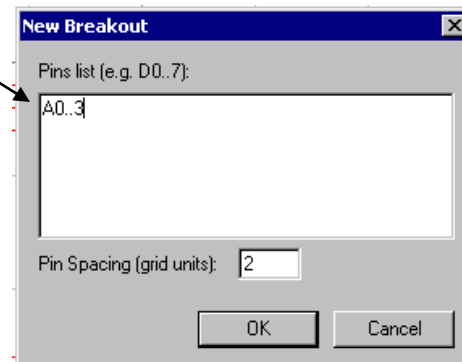 New Breakout
Pins list (e.g. D0..7):
A0..3
Pin Spacing (grid units): 2
OK Cancel